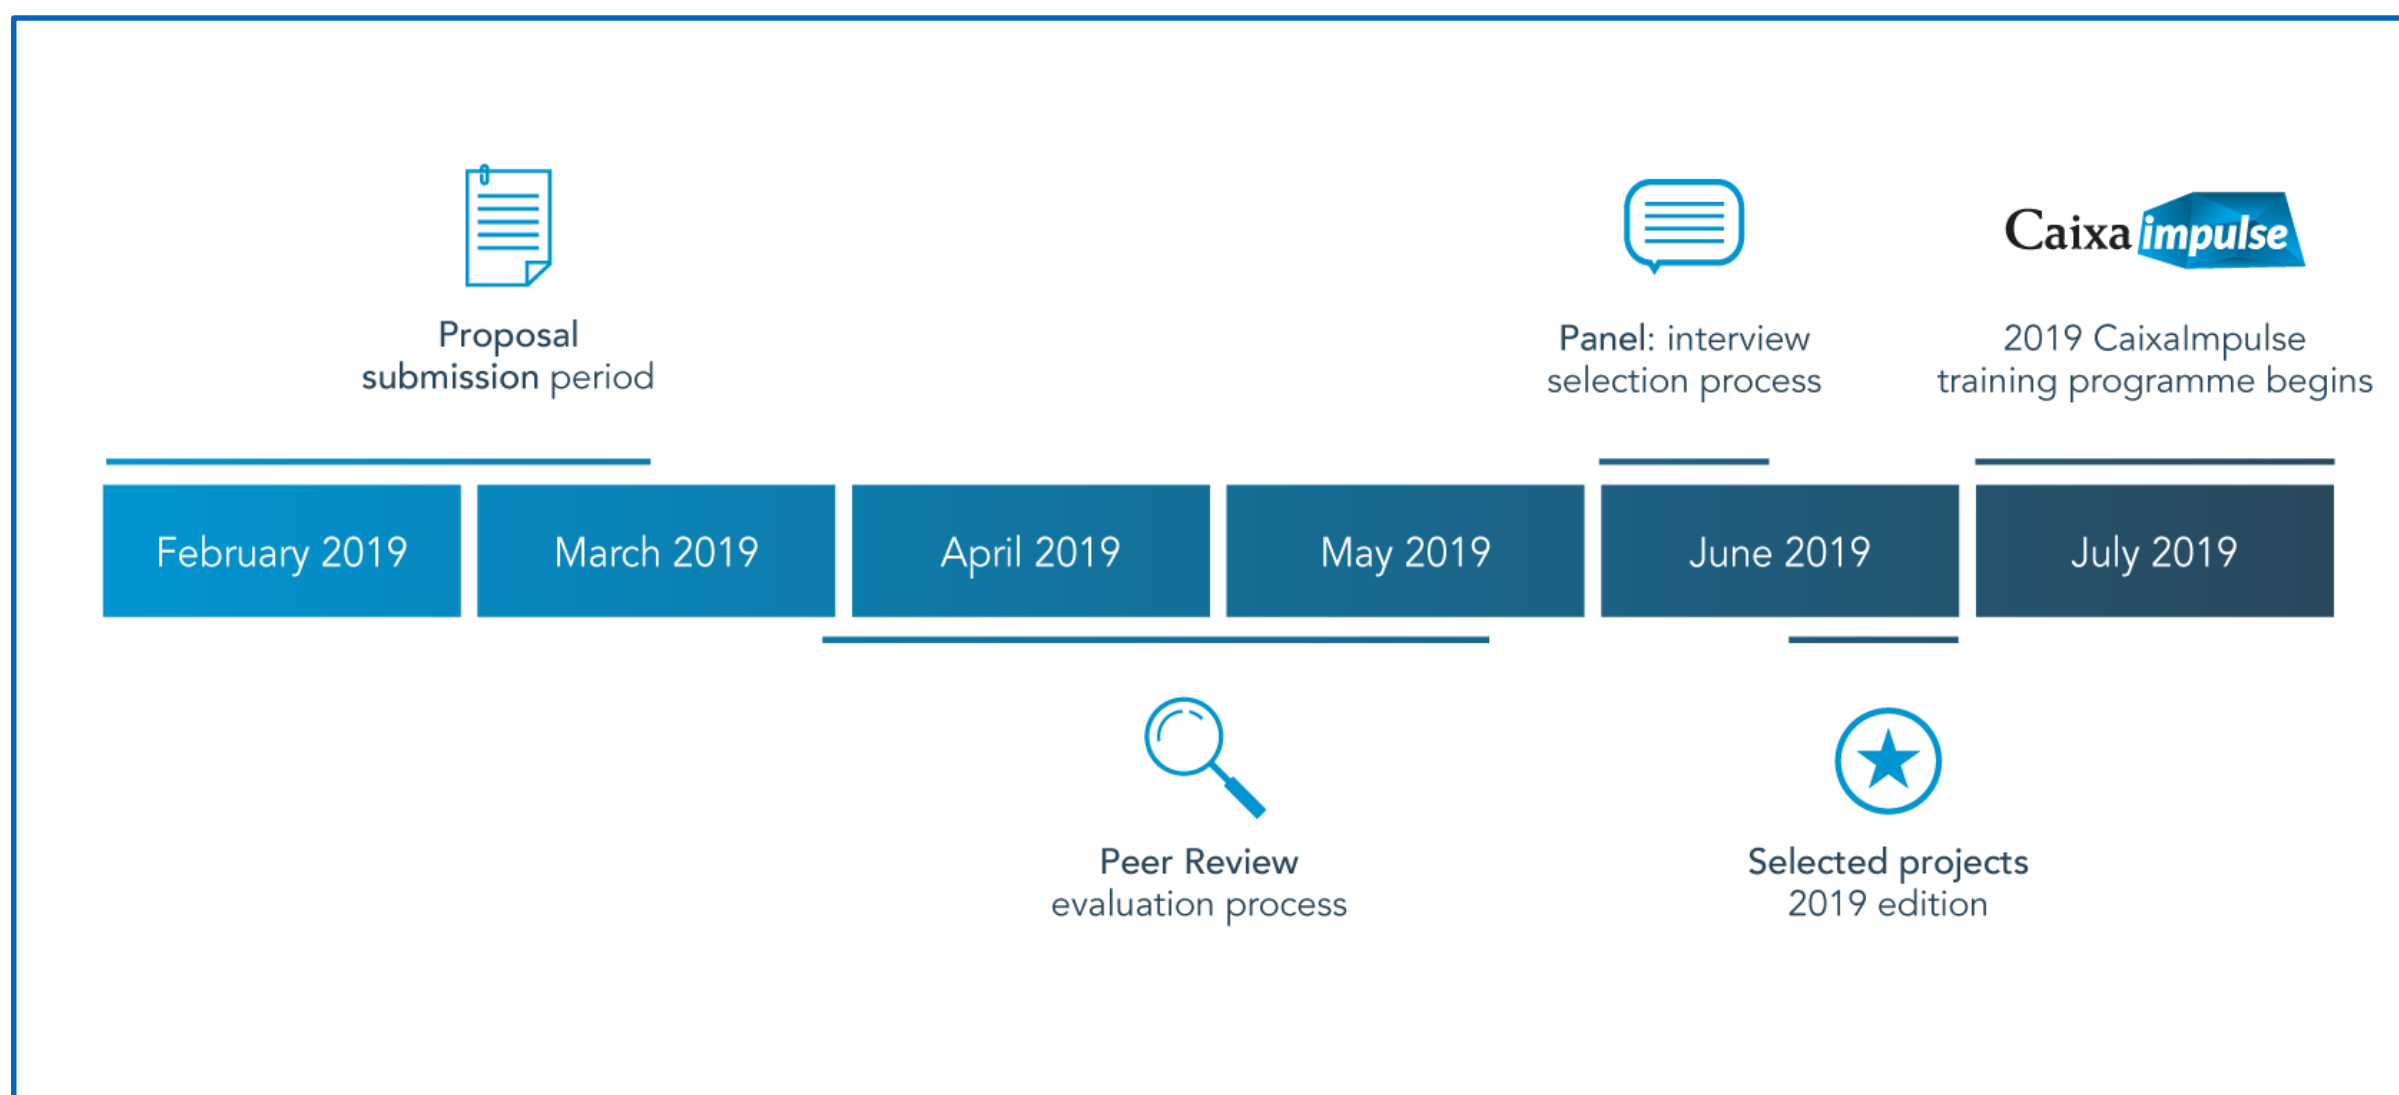 Proposal
submission period
Panel: interview
selection process
Caixa impulse
2019 CaixaImpulse
training programme begins
February 2019
March 2019
April 2019
May 2019
June 2019
July 2019
Peer Review
evaluation process
Selected projects
2019 edition